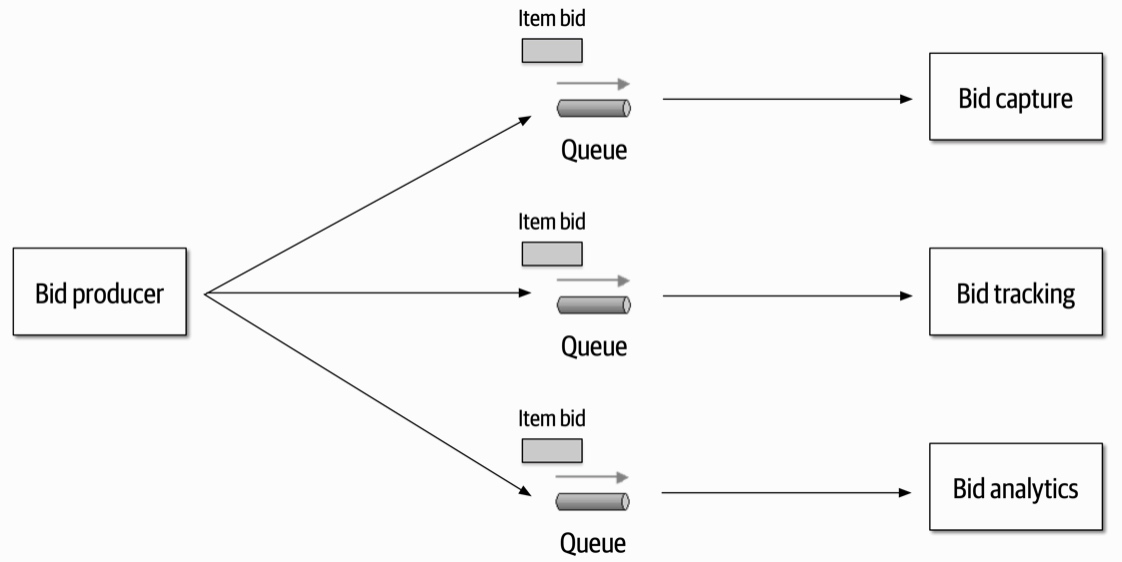 Item bid
Bid capture
Queue
Item bid
Bid producer
Bid tracking
Queue
Item bid
Bid analytics
Queue